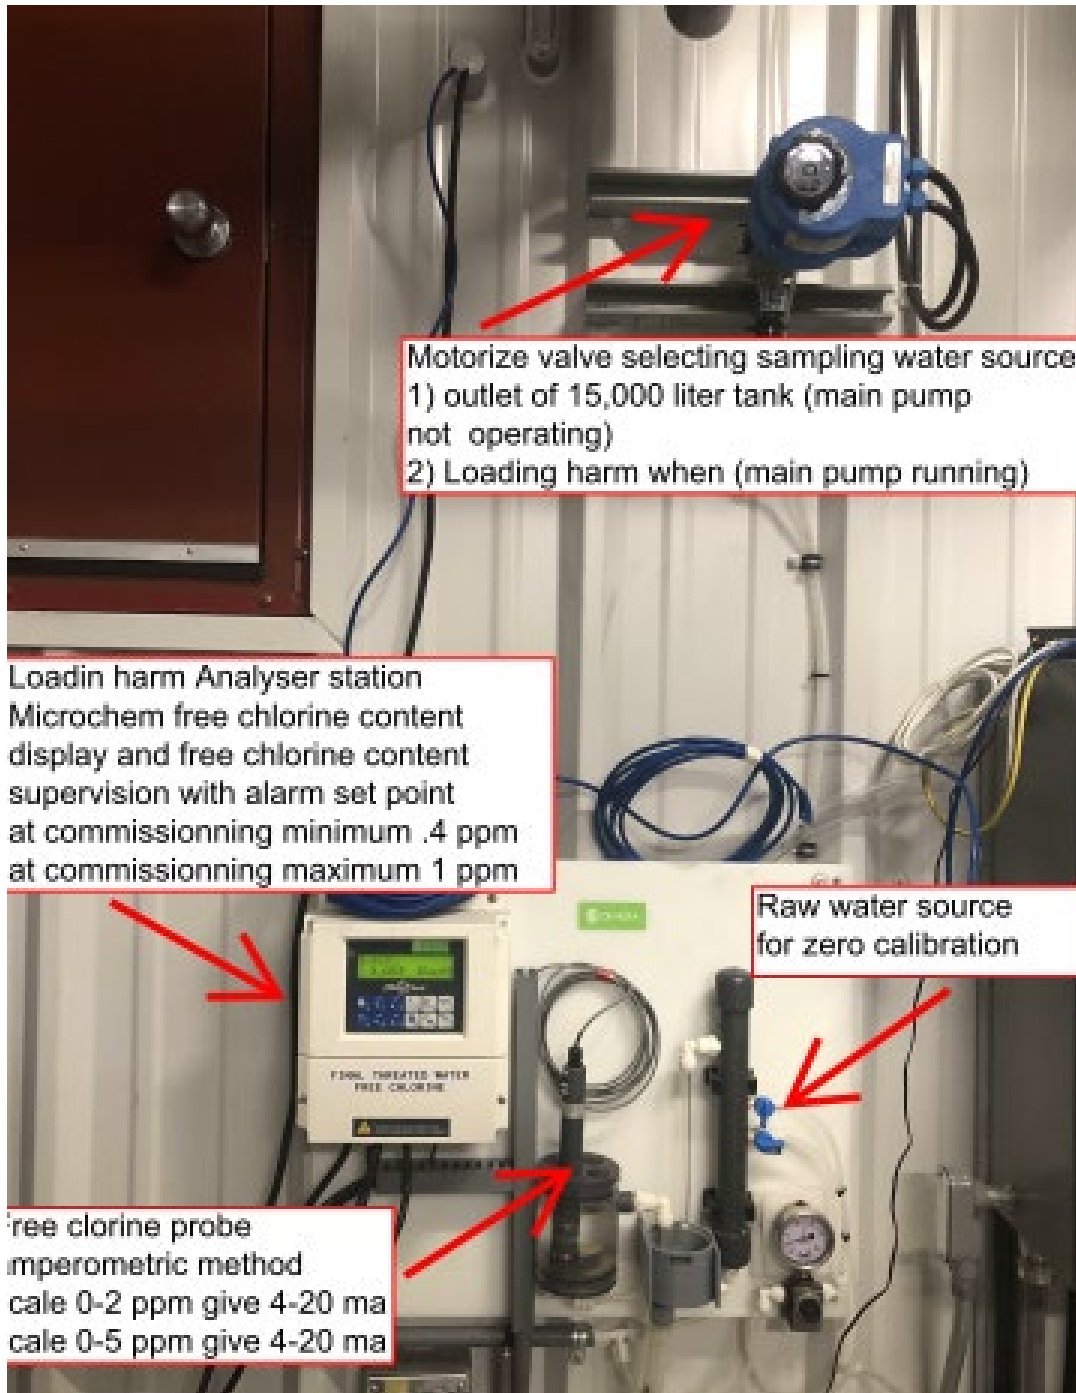 Motorize valve selecting sampling water source
1) outlet of 15,000 liter tank (main pump
not operating)
2) Loading harm when (main pump running)
Loadin harm Analyser station
Microchem free chlorine content
display and free chlorine content
supervision with alarm set point
at commissionning minimum .4 ppm
at commissionning maximum 1 ppm
Raw water source
for zero calibration
FINAL THREATED WATER
FREE CHLORINE
Free clorine probe
mperometric method
cale 0-2 ppm give 4-20 ma
cale 0-5 ppm give 4-20 ma